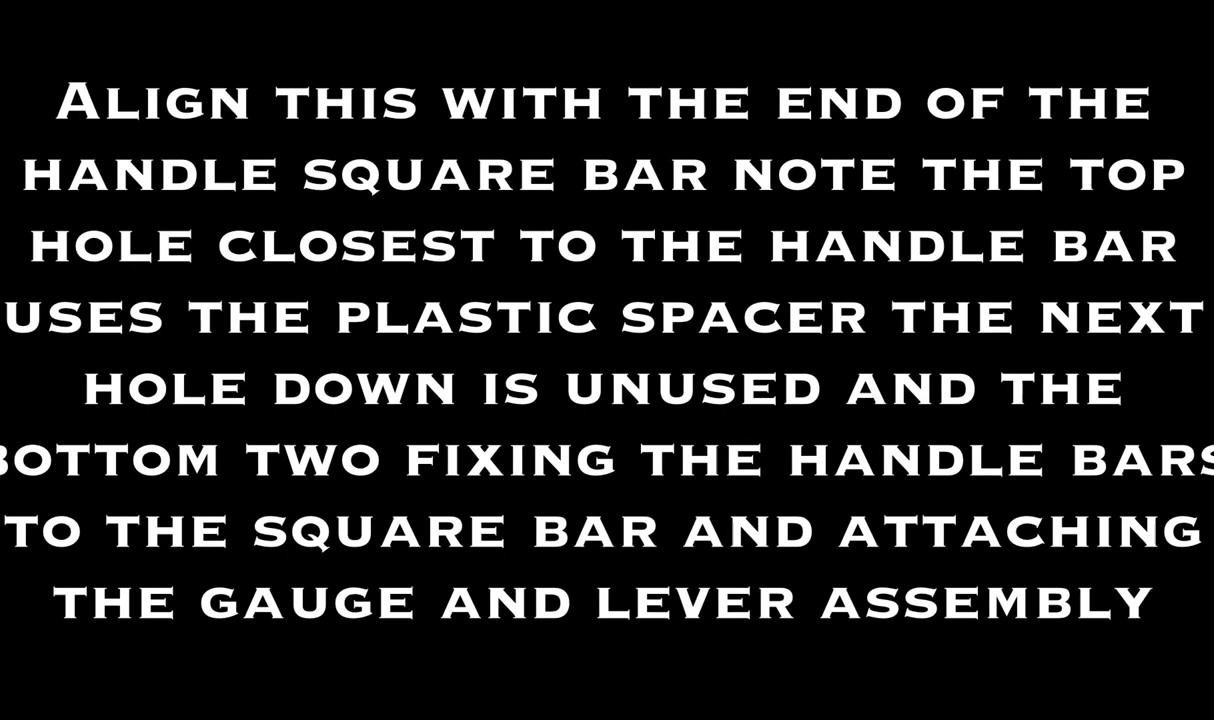 Align this with the end of the
handle square bar note the top
hole closest to the handle bar
uses the plastic spacer the next
hole down is unused and the
bottom two fixing the handle bars
to the square bar and attaching
the gauge and lever assembly